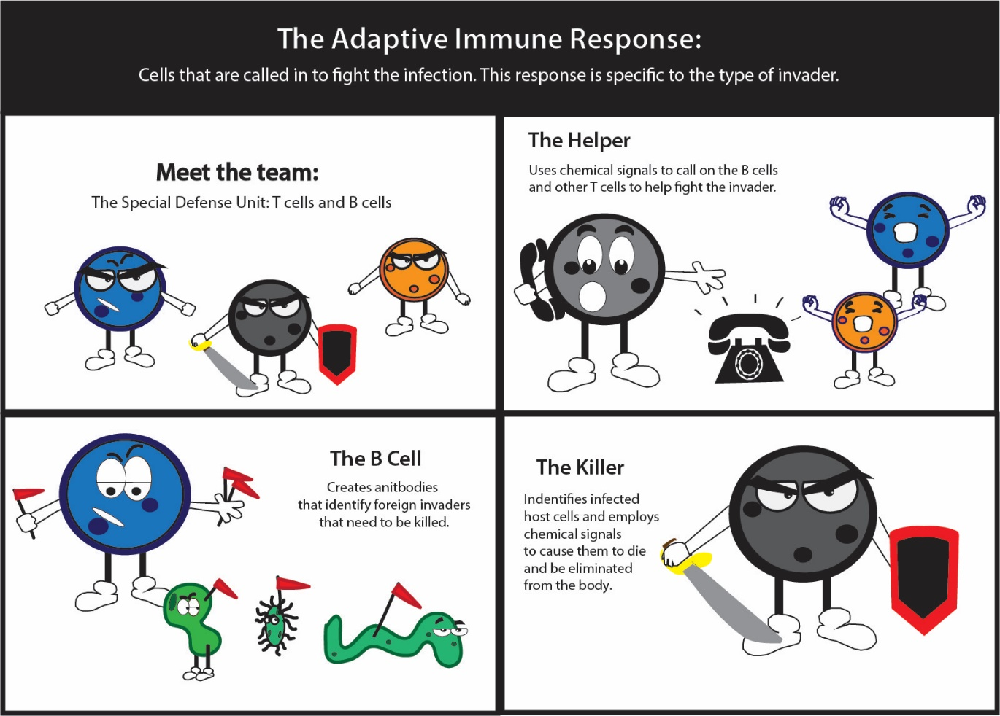 The Adaptive Immune Response:
Cells that are called in to fight the infection. This response is specific to the type of invader.
Meet the team:
The Special Defense Unit: T cells and B cells
The Helper
Uses chemical signals to call on the B cells
and other T cells to help fight the invader.
The B Cell
Creates anitbodies
that identify foreign invaders
that need to be killed.
The Killer
Indentifies infected
host cells and employs
chemical signals
to cause them to die
and be eliminated
from the body.